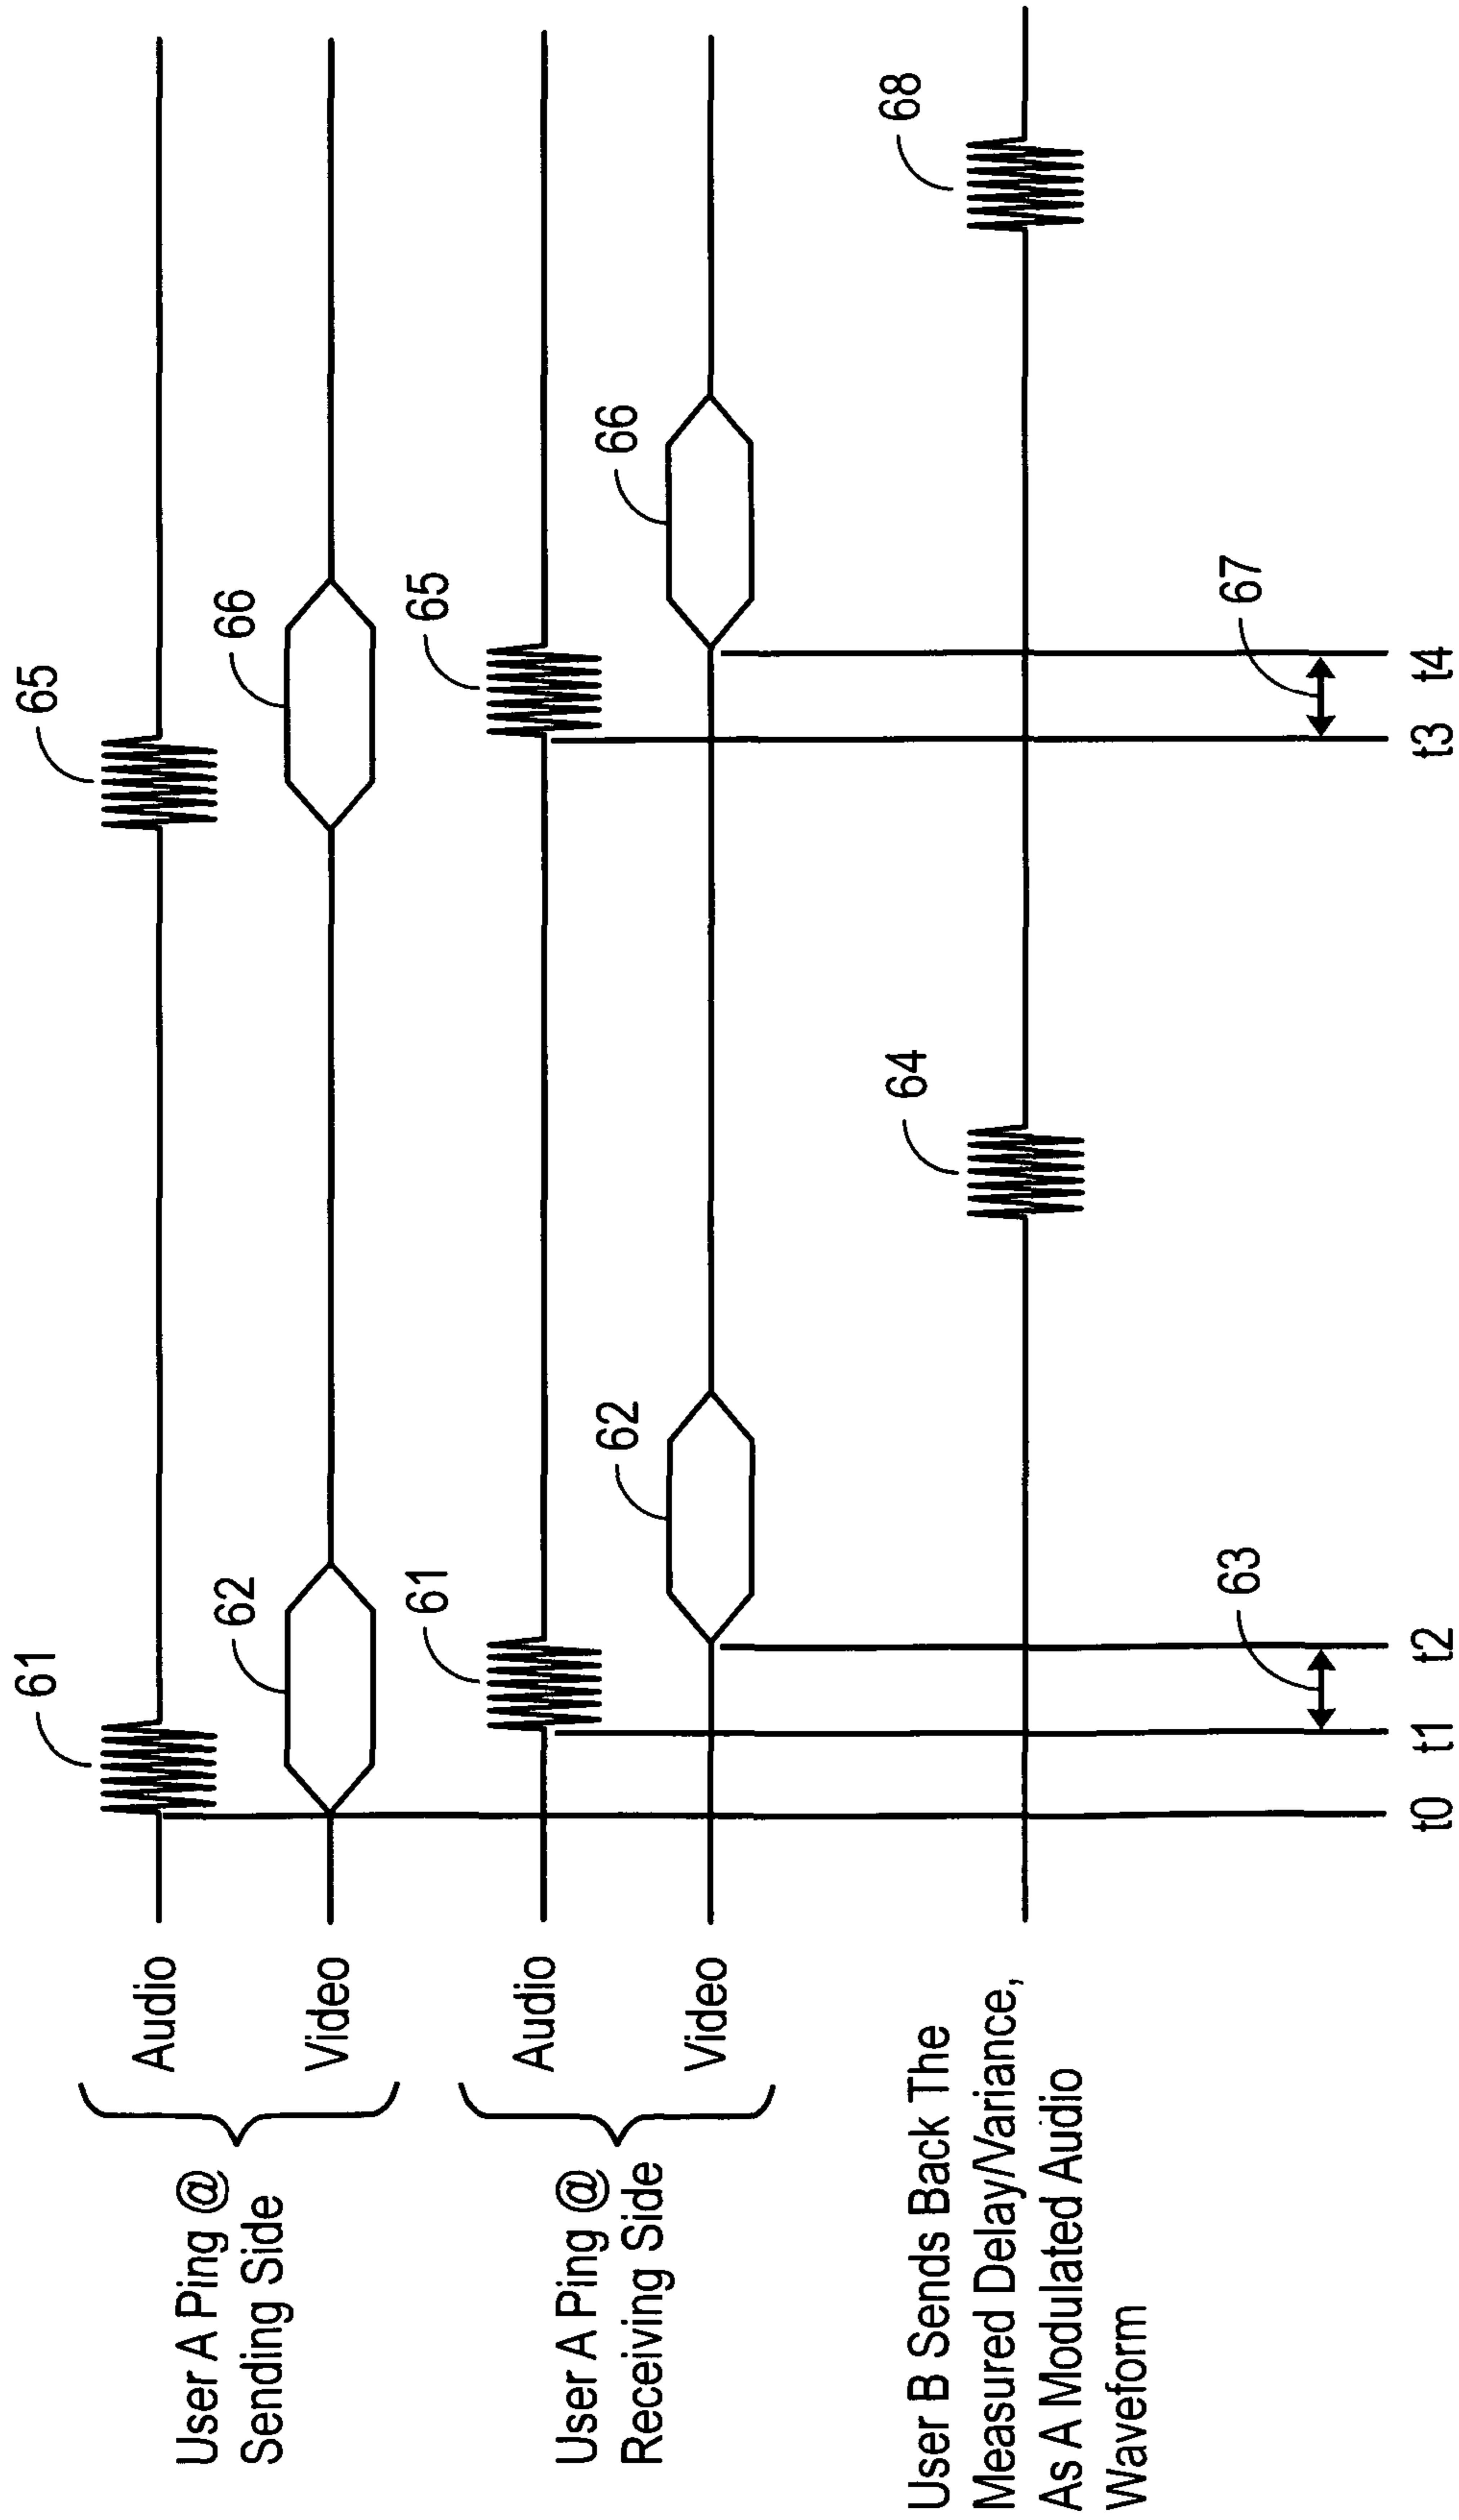 61
65
Audio
62
66
Video
User A Ping @
Sending Side
61
65
Audio
62
66
Video
User A Ping @
Receiving Side
64
68
User B Sends Back The
Measured Delay/Variance,
As A Modulated Audio
Waveform
63
67
t0 t1 t2 t3 t4